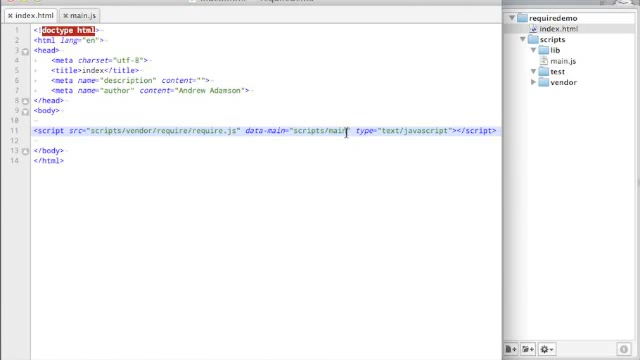 index.html
main.js
1 <!doctype html>
2 <html lang="en">
3 <head>
4 <meta charset="utf-8">
5 <title>index</title>
6 <meta name="description" content="">
7 <meta name="author" content="Andrew Adamson">
8 </head>
9 <body>
10
11 <script src="scripts/vendor/require/require.js" data-main="scripts/main" type="text/javascript"></script>
12
13 </body>
14 </html>
requiredemo
index.html
scripts
lib
main.js
test
vendor